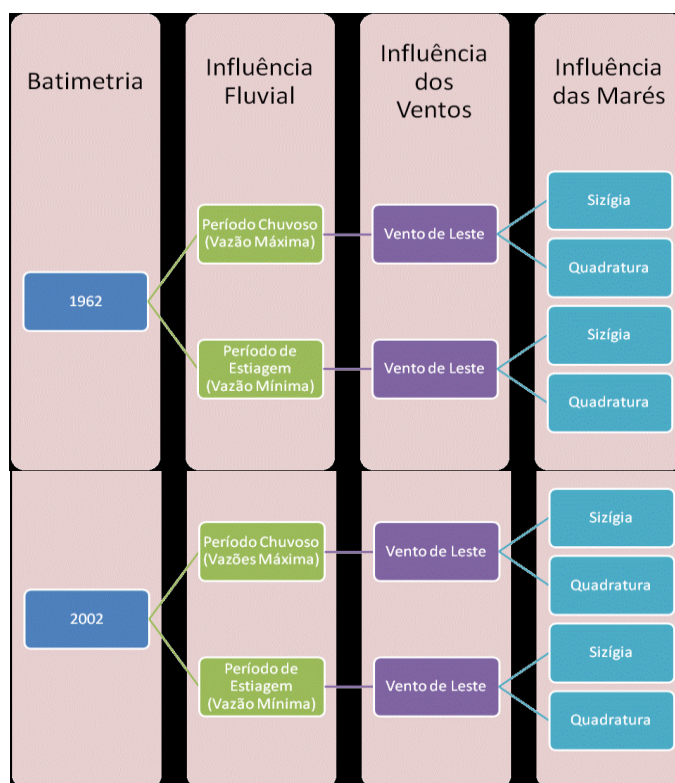 Batimetria
Influência
Fluvial
Influência
dos
Ventos
Influência
das Marés
1962
Período Chuvoso
(Vazão Máxima)
Vento de Leste
Sizígia
Quadratura
Período de
Estiagem
(Vazão Mínima)
Vento de Leste
Sizígia
Quadratura
2002
Período Chuvoso
(Vazões Máxima)
Vento de Leste
Sizígia
Quadratura
Período de
Estiagem
(Vazão Mínima)
Vento de Leste
Sizígia
Quadratura